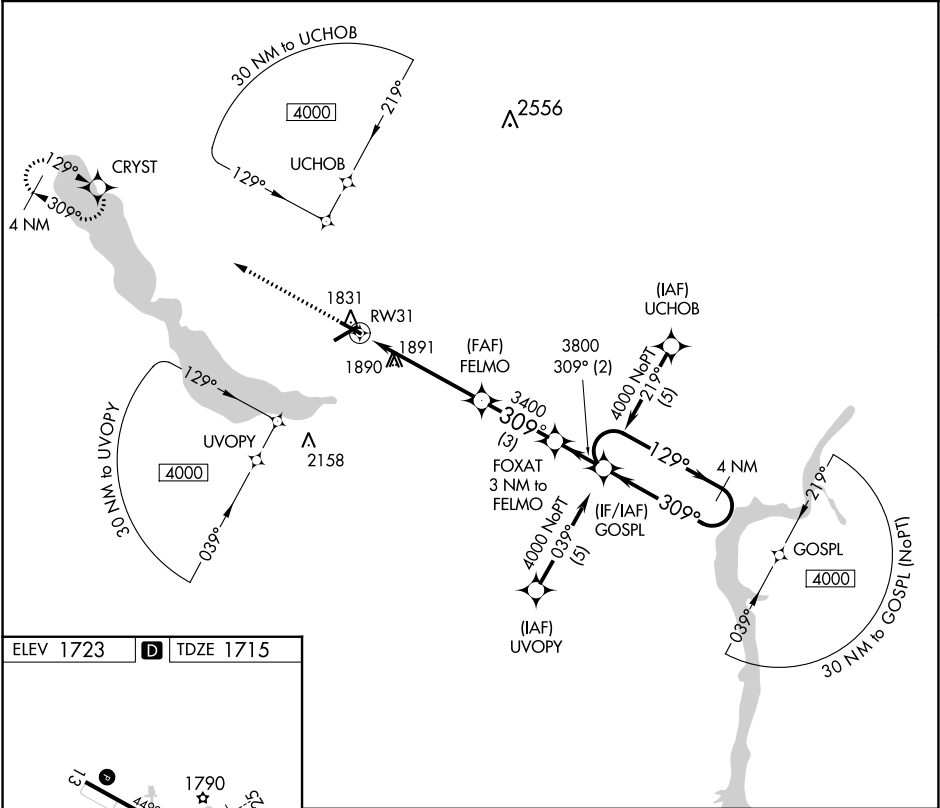 30 NM to UCHOB
4000
219°
UCHOB
129°
2556
129°
CRYST
309°
4 NM
1831
RW31
1890
1891
(FAF)
FELMO
3800
309° (2)
(IAF)
UCHOB
4000 NoPT
219°
(5)
3400
309°
(3)
FOXAT
3 NM to
FELMO
129°
4 NM
309°
(IF/IAF)
GOSPL
4000 NoPT
039°
(5)
(IAF)
UVOPY
30 NM to UVOPY
129°
UVOPY
4000
039°
2158
219°
GOSPL
4000
039°
30 NM to GOSPL (NoPT)
ELEV 1723
D
TDZE 1715
13
P
1790
25